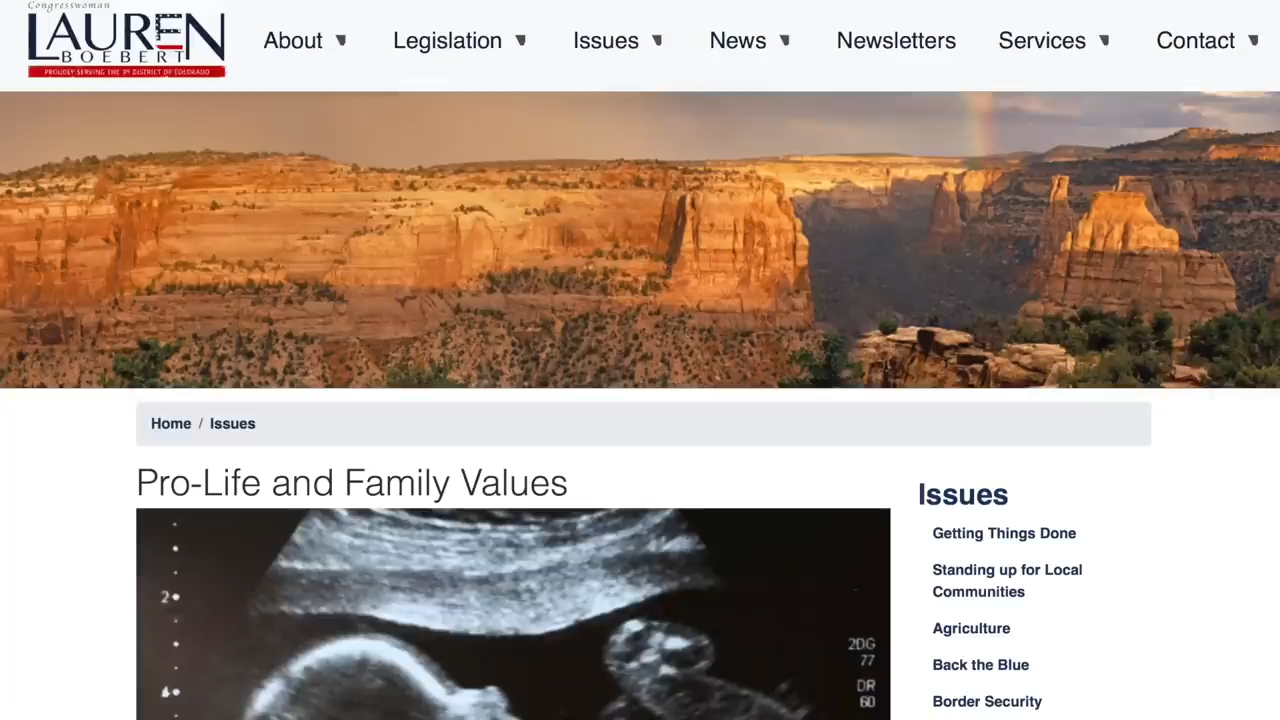 Congresswoman
LAUREN
BOEBERT
PROUDLY SERVING THE 3RD DISTRICT OF COLORADO
About
Legislation
Issues
News
Newsletters
Services
Contact
Home / Issues
Pro-Life and Family Values
2
4
2DG
77
DR
60
Issues
Getting Things Done
Standing up for Local
Communities
Agriculture
Back the Blue
Border Security